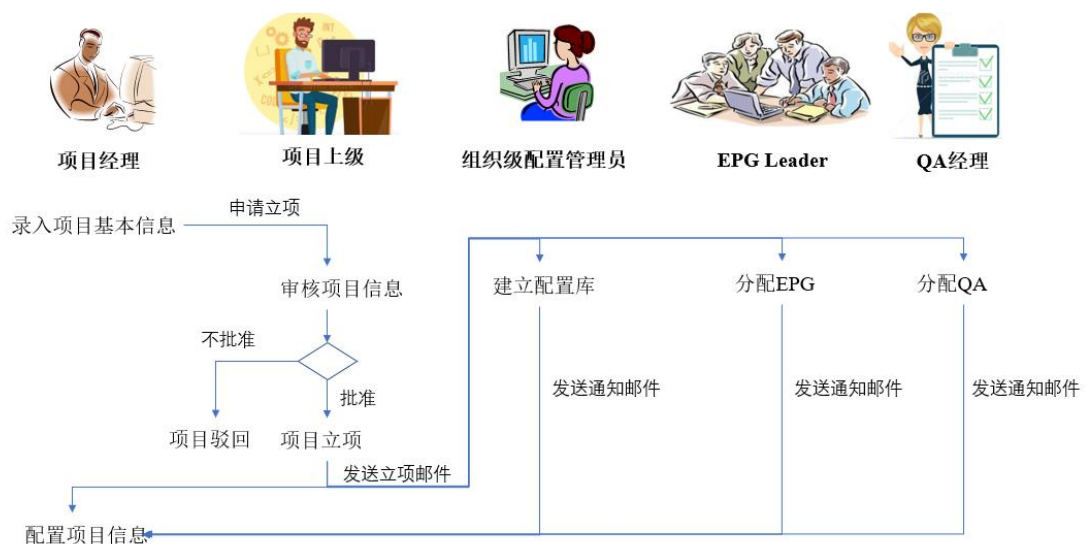 项目经理
项目上级
组织级配置管理员
EPG Leader
QA经理
申请立项
录入项目基本信息
审核项目信息
建立配置库
分配EPG
分配QA
不批准
批准
发送通知邮件
发送通知邮件
发送通知邮件
项目驳回
项目立项
发送立项邮件
配置项目信息